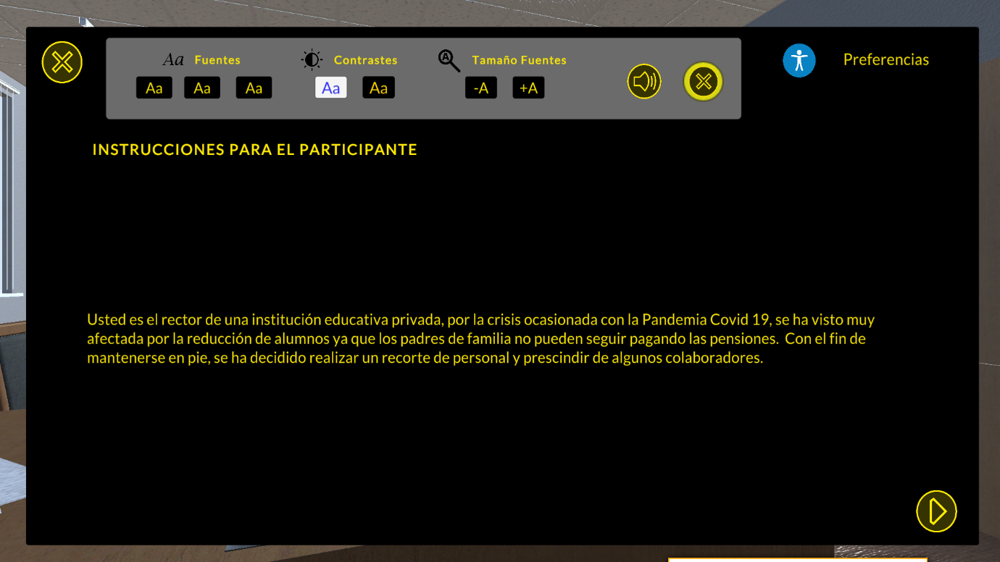 Aa Fuentes
Contrastes
A
Tamaño Fuentes
Preferencias
Aa Aa Aa
Aa Aa
-A +A
INSTRUCCIONES PARA EL PARTICIPANTE
Usted es el rector de una institución educativa privada, por la crisis ocasionada con la Pandemia Covid 19, se ha visto muy
afectada por la reducción de alumnos ya que los padres de familia no pueden seguir pagando las pensiones. Con el fin de
mantenerse en pie, se ha decidido realizar un recorte de personal y prescindir de algunos colaboradores.